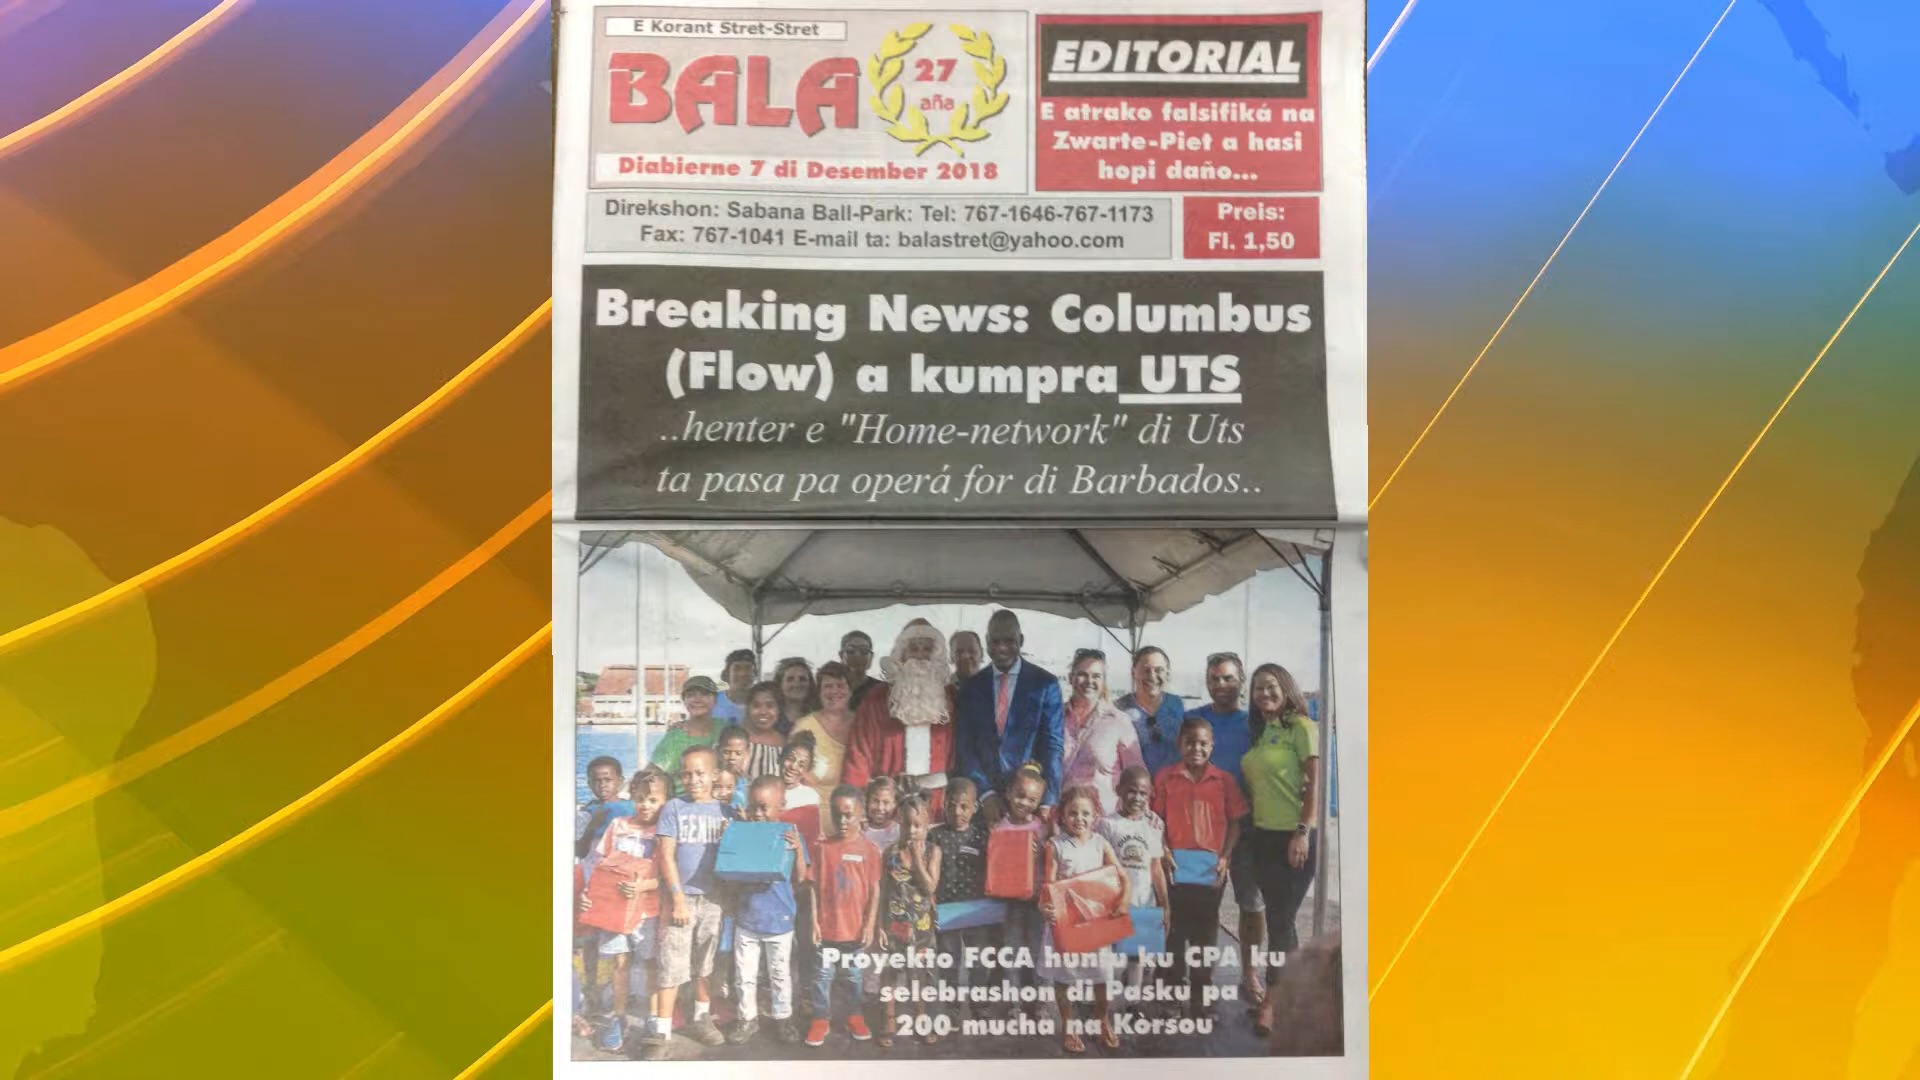 E Korant Stret-Stret
BALA
27
aña
Diabierne 7 di Desember 2018
EDITORIAL
E atrako falsifiká na
Zwarte-Piet a hasi
hopi daño...
Direkshon: Sabana Ball-Park: Tel: 767-1646-767-1173
Fax: 767-1041 E-mail ta: balastret@yahoo.com
Preis:
Fl. 1,50
Breaking News: Columbus
(Flow) a kumpra UTS
..henter e "Home-network" di Uts
ta pasa pa operá for di Barbados..
Proyekto FCCA huntu ku CPA ku
selebrashon di Pasku pa
200 mucha na Kòrsou